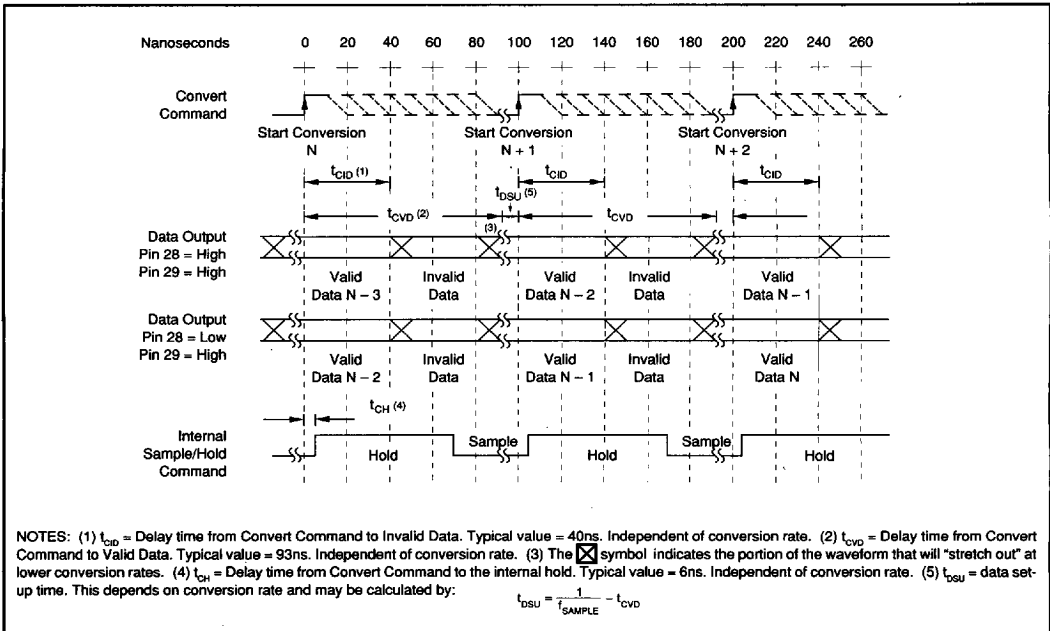 Nanoseconds 0 20 40 60 80 100 120 140 160 180 200 220 240 260
Convert
Command
Start Conversion
N
Start Conversion
N + 1
Start Conversion
N + 2
tCID (1)
tCID
tCID
tDSU (5)
tCVD (2)
tCVD
(3)
Data Output
Pin 28 = High
Pin 29 = High
Valid
Data N – 3
Invalid
Data
Valid
Data N – 2
Invalid
Data
Valid
Data N – 1
Data Output
Pin 28 = Low
Pin 29 = High
Valid
Data N – 2
Invalid
Data
Valid
Data N – 1
Invalid
Data
Valid
Data N
tCH (4)
Internal
Sample/Hold
Command
Hold
Sample
Hold
Sample
Hold
NOTES: (1) tCID = Delay time from Convert Command to Invalid Data. Typical value = 40ns. Independent of conversion rate. (2) tCVD = Delay time from Convert
Command to Valid Data. Typical value = 93ns. Independent of conversion rate. (3) The symbol indicates the portion of the waveform that will "stretch out" at
lower conversion rates. (4) tCH = Delay time from Convert Command to the internal hold. Typical value = 6ns. Independent of conversion rate. (5) tDSU = data set-
up time. This depends on conversion rate and may be calculated by:
tDSU = 1/fSAMPLE – tCVD